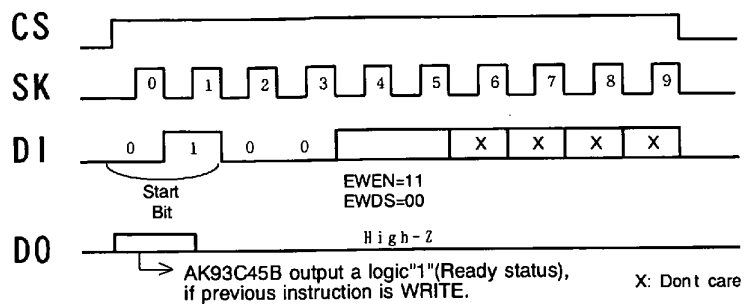 CS
SK 0 1 2 3 4 5 6 7 8 9
DI 0 1 0 0 X X X X
Start
Bit
EWEN=11
EWDS=00
DO High-Z
AK93C45B output a logic"1"(Ready status),
if previous instruction is WRITE.
X: Don t care